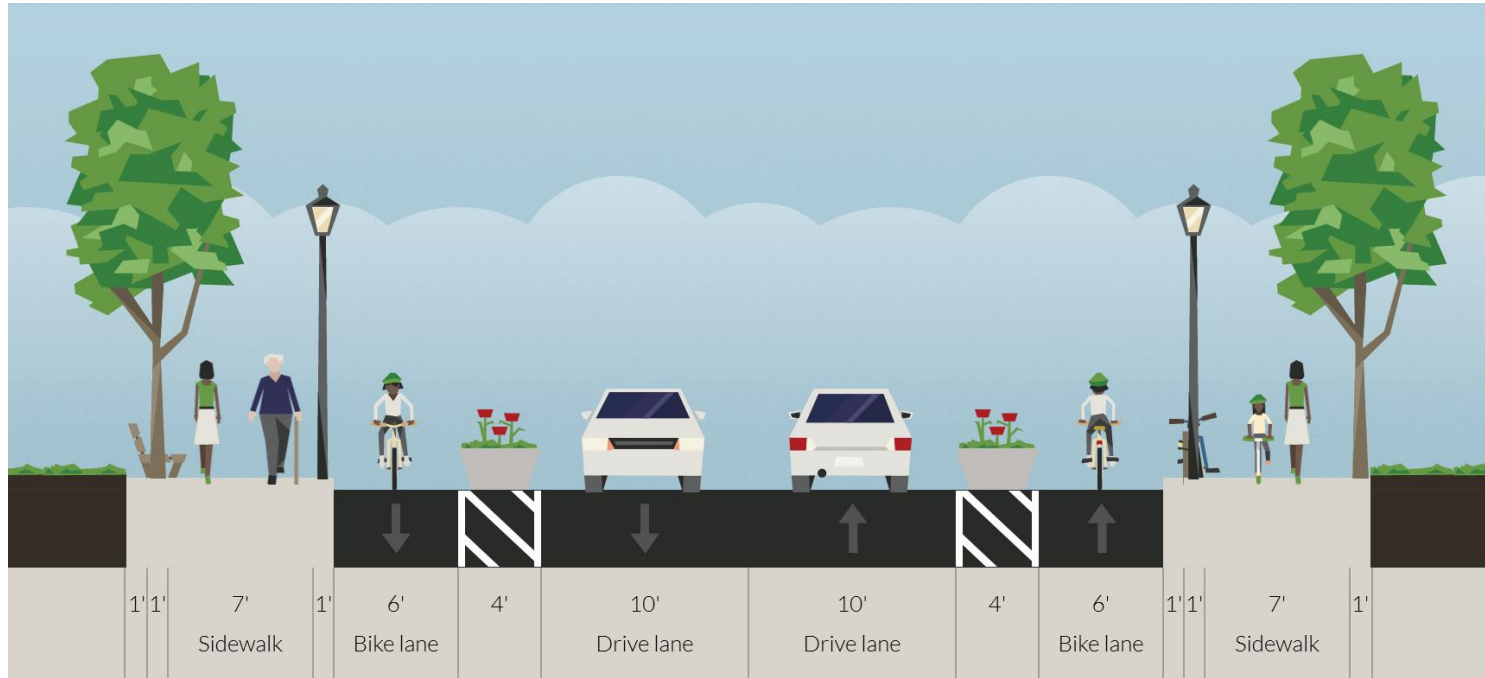 1' 1' 7' 1' 6' 4' 10' 10' 4' 6' 1' 1' 7' 1'
Sidewalk Bike lane Drive lane Drive lane Bike lane Sidewalk